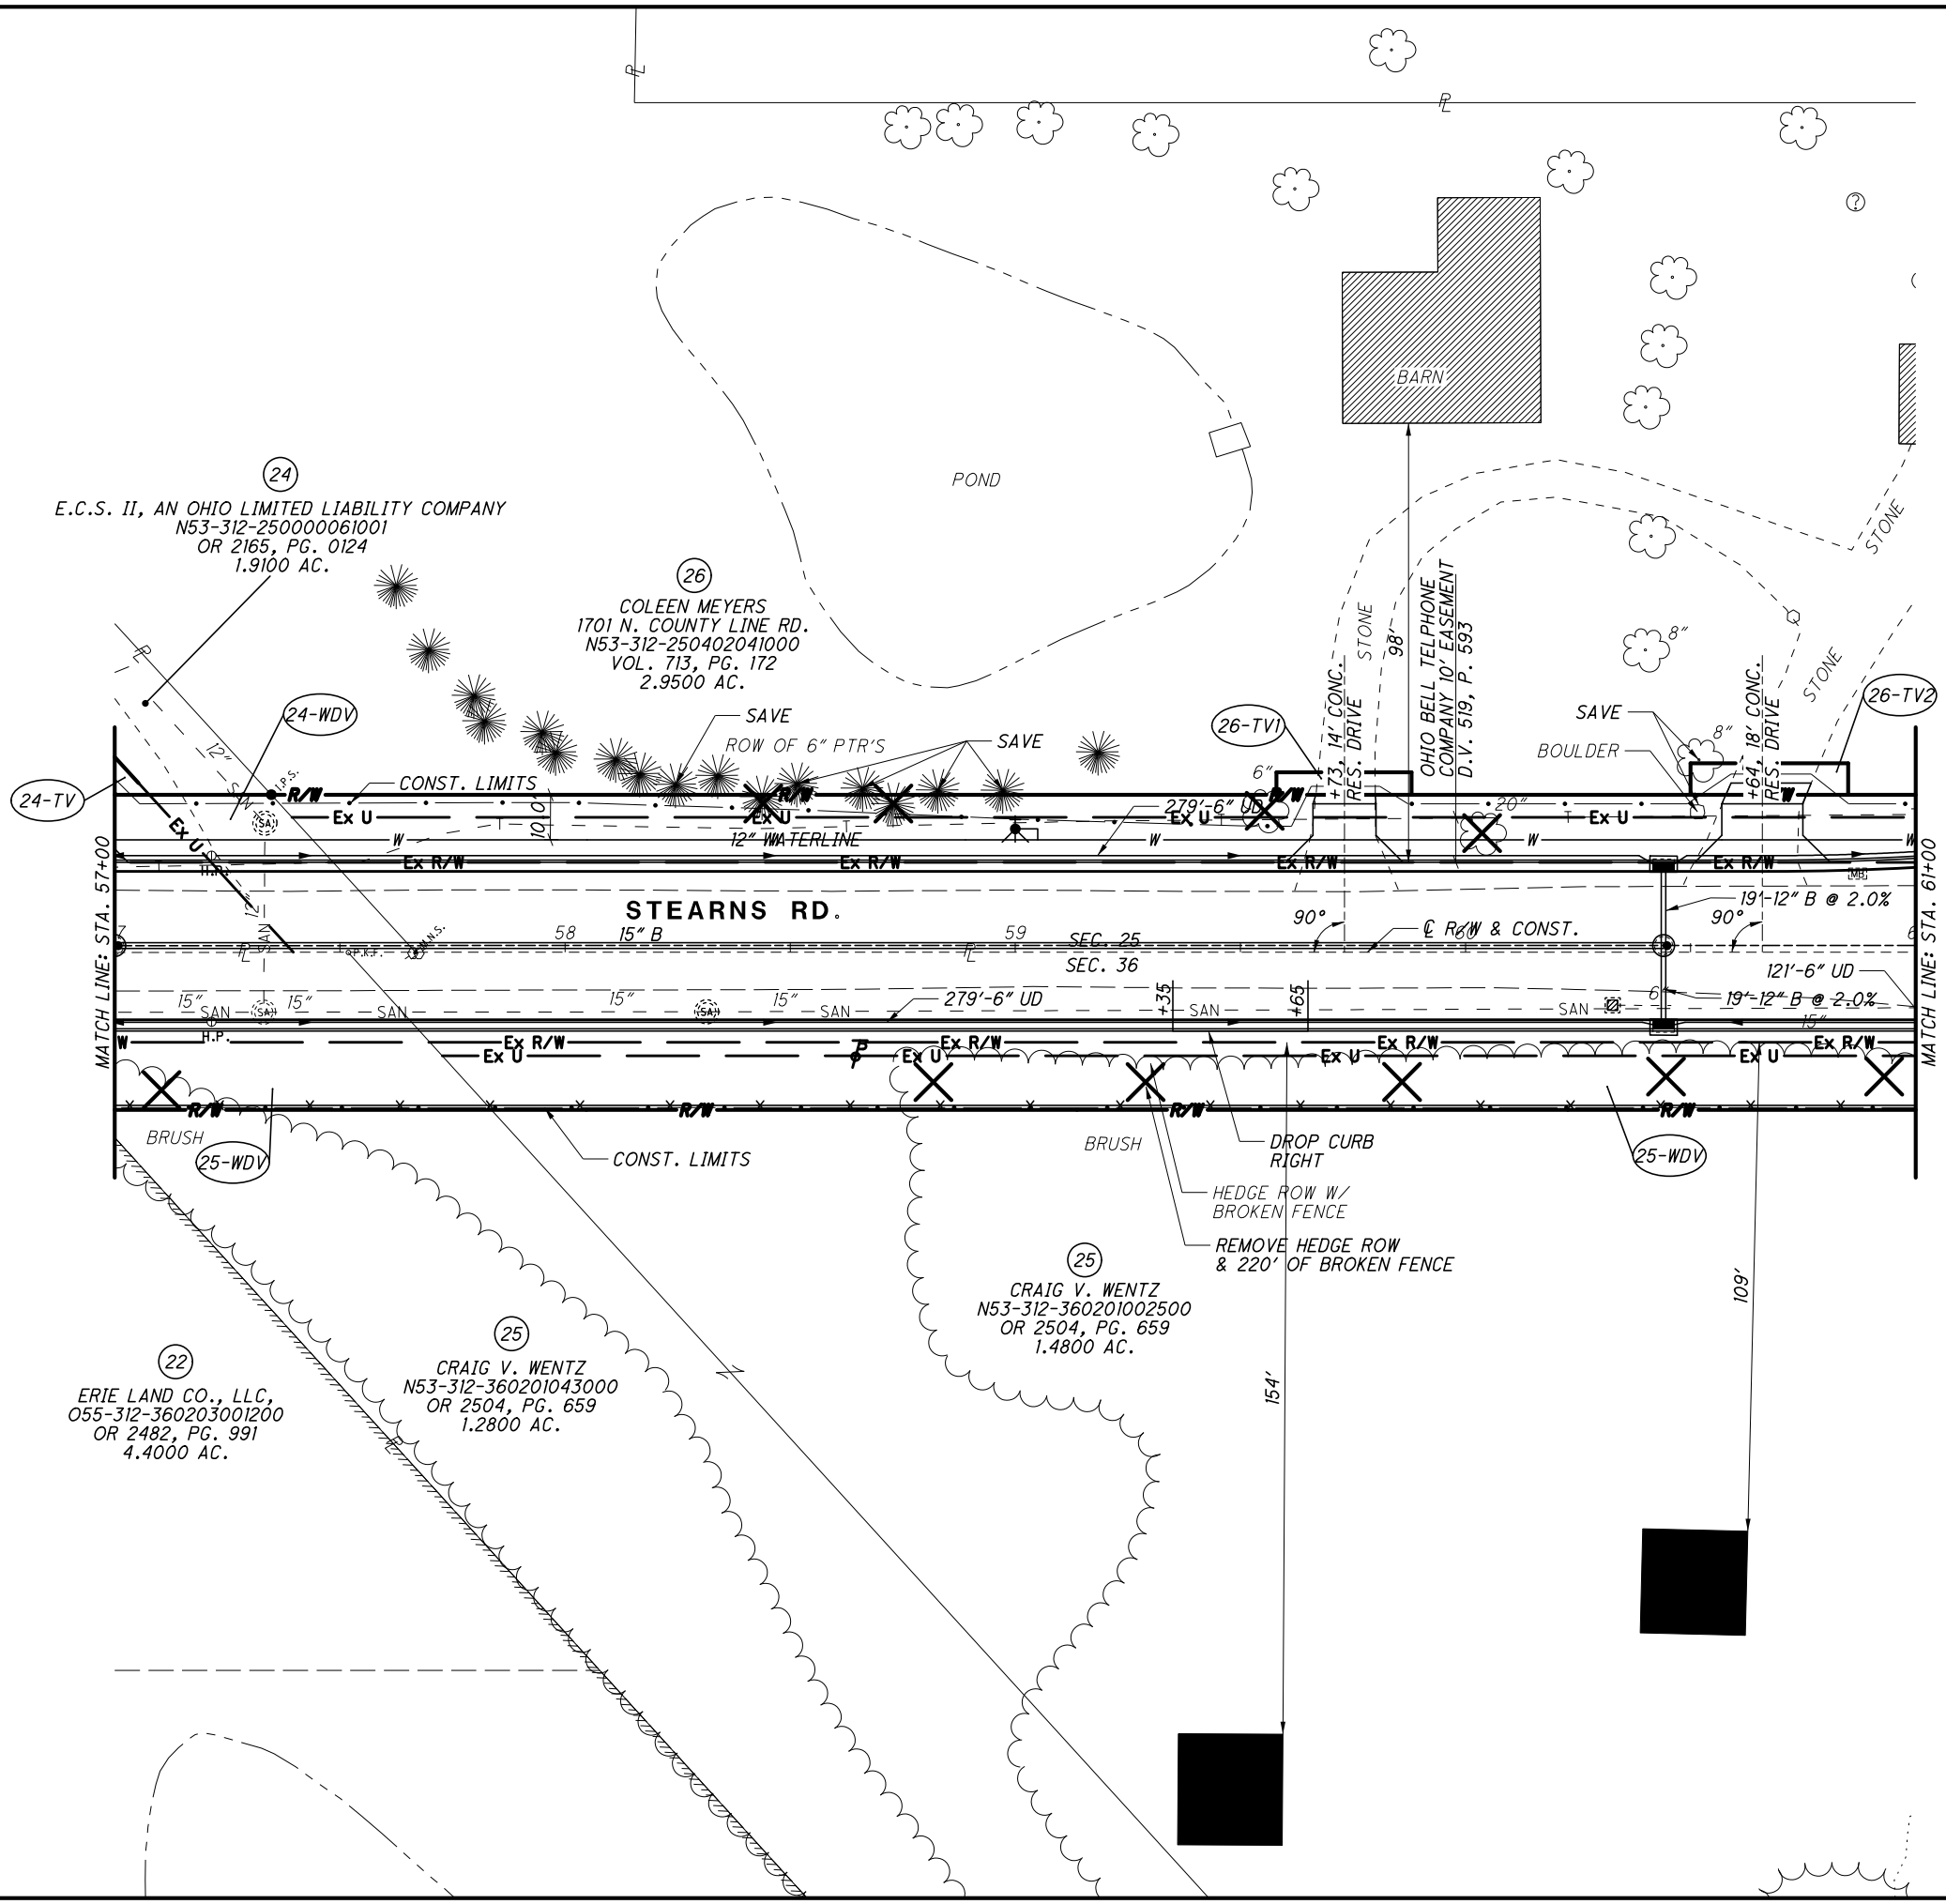 BARN
POND
24
E.C.S. II, AN OHIO LIMITED LIABILITY COMPANY
N53-312-250000061001
OR 2165, PG. 0124
1.9100 AC.
26
COLEEN MEYERS
1701 N. COUNTY LINE RD.
N53-312-250402041000
VOL. 713, PG. 172
2.9500 AC.
STONE
STONE
STONE
98'
OHIO BELL TELPHONE
COMPANY 10' EASEMENT
D.V. 519, P. 593
+73, 14' CONC.
RES. DRIVE
+64, 18' CONC.
RES. DRIVE
8"
8"
24-WDV
SAVE
ROW OF 6" PTR'S
SAVE
26-TV1
SAVE
BOULDER
26-TV2
24-TV
12" SAN
I.P.S.
CONST. LIMITS
6"
20"
R/W
R/W
R/W
Ex U
Ex U
Ex U
Ex U
Ex U
10.0'
279'-6" UD
12" WATERLINE
W
W
W
W
Ex R/W
Ex R/W
Ex R/W
Ex R/W
H.P.
MB
MATCH LINE: STA. 57+00
MATCH LINE: STA. 61+00
STEARNS RD.
12"
SAN
15" B
58
59
60
SEC. 25
SEC. 36
90°
90°
R/W & CONST.
19'-12" B @ 2.0%
P.K.F.
M.N.S.
121'-6" UD
19'-12" B @ 2.0%
15"
15"
15"
15"
15"
SAN
SAN
SAN
SAN
SAN
279'-6" UD
+35
+65
6"
H.P.
Ex R/W
Ex R/W
Ex R/W
Ex R/W
Ex U
Ex U
Ex U
Ex U
P
R/W
R/W
R/W
R/W
BRUSH
25-WDV
CONST. LIMITS
BRUSH
DROP CURB
RIGHT
25-WDV
HEDGE ROW W/
BROKEN FENCE
REMOVE HEDGE ROW
& 220' OF BROKEN FENCE
25
CRAIG V. WENTZ
N53-312-360201002500
OR 2504, PG. 659
1.4800 AC.
109'
154'
25
CRAIG V. WENTZ
N53-312-360201043000
OR 2504, PG. 659
1.2800 AC.
22
ERIE LAND CO., LLC,
O55-312-360203001200
OR 2482, PG. 991
4.4000 AC.